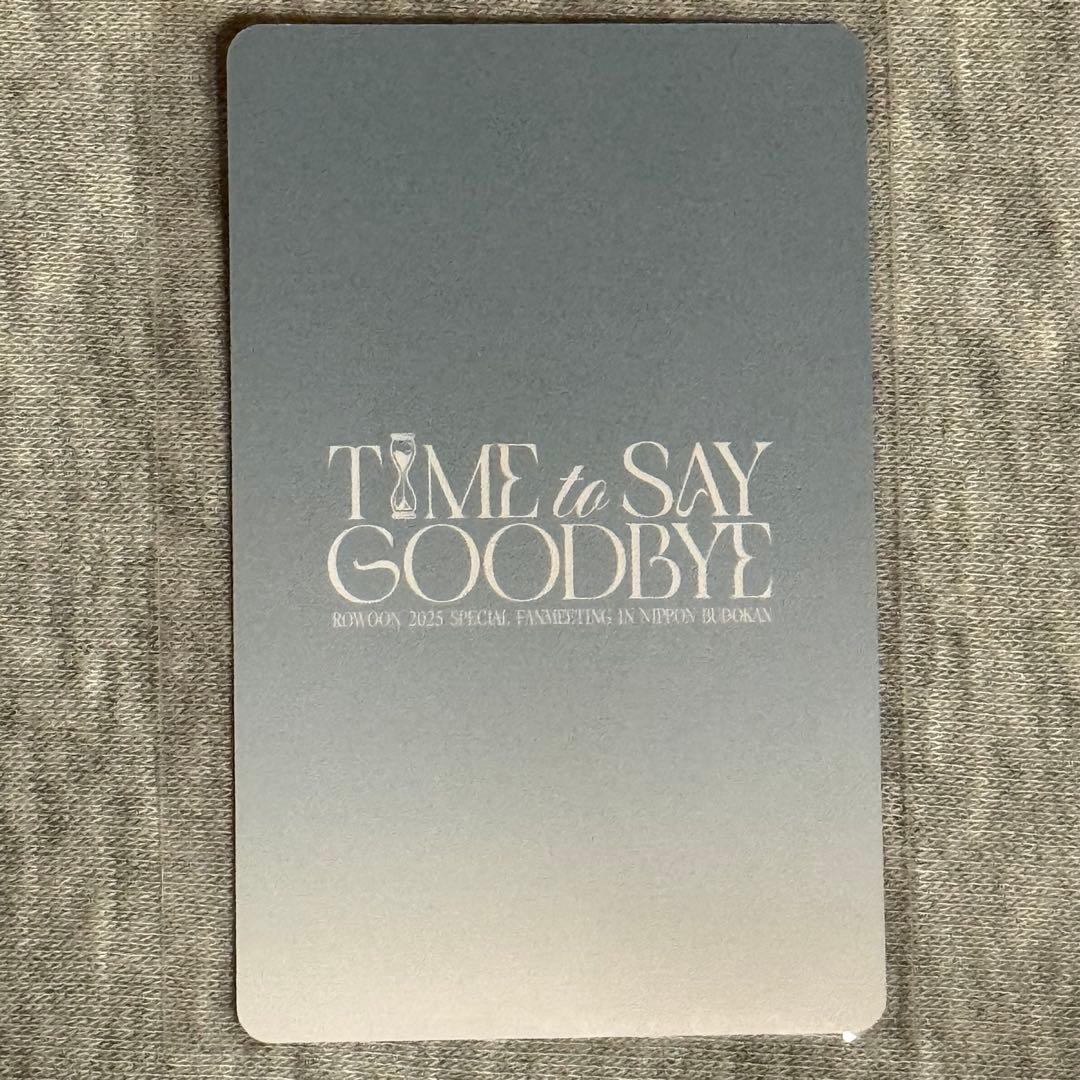 TIME to SAY
GOODBYE
ROWOON 2025 SPECIAL FANMEETING IN NIPPON BUDOKAN